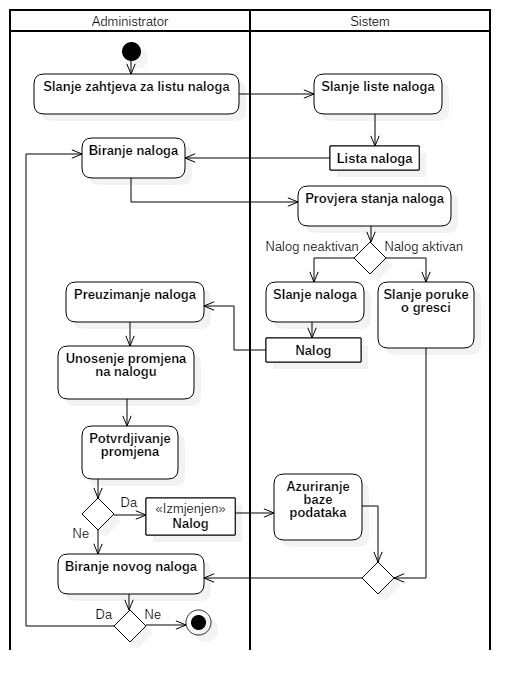 Administrator
Sistem
Slanje zahtjeva za listu naloga
Slanje liste naloga
Biranje naloga
Lista naloga
Provjera stanja naloga
Nalog neaktivan
Nalog aktivan
Preuzimanje naloga
Slanje naloga
Slanje poruke
o gresci
Nalog
Unosenje promjena
na nalogu
Potvrdjivanje
promjena
Da
«Izmjenjen»
Nalog
Azuriranje
baze
podataka
Ne
Biranje novog naloga
Da
Ne